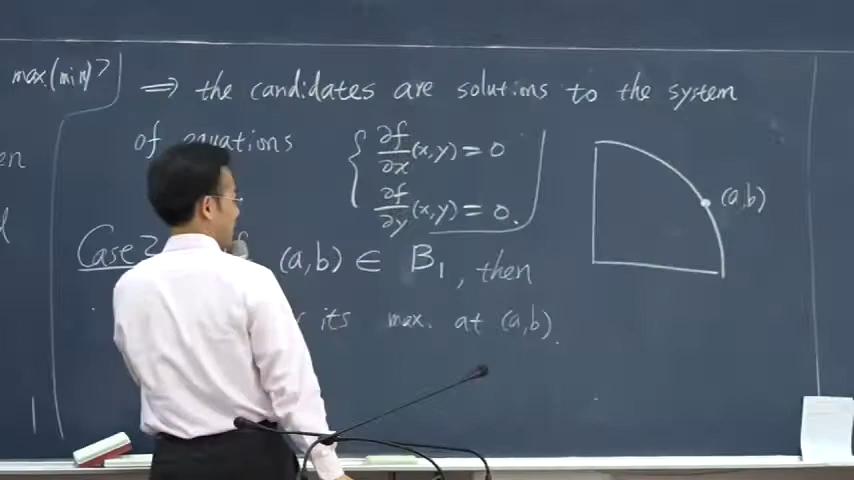 max.(min)?
⇒ the candidates are solutions to the system
of equations { ∂f/∂x (x,y) = 0
∂f/∂y (x,y) = 0.
(a,b)
en
Case 2 (a,b) ∈ B₁, then
its max. at (a,b).